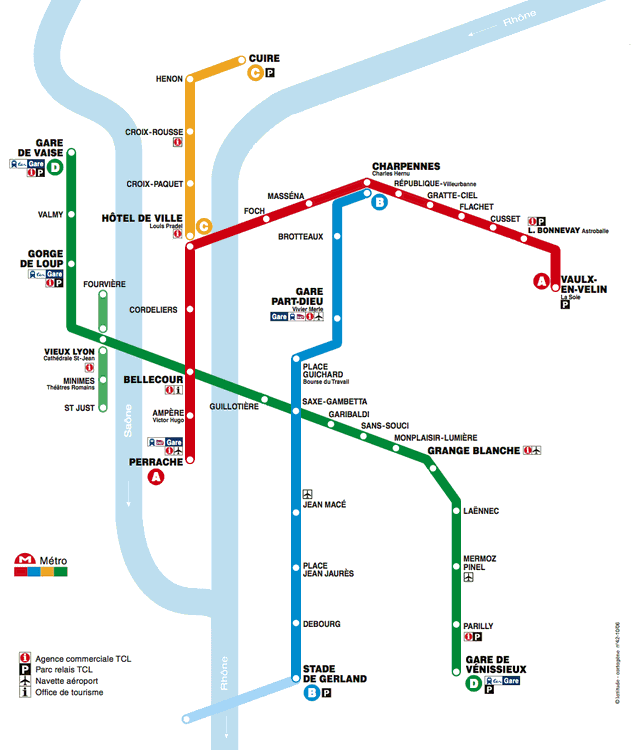 Rhône
CUIRE
C P
HENON
CROIX-ROUSSE
GARE
DE VAISE
Gare
D
P
CHARPENNES
Charles Hernu
RÉPUBLIQUE-Villeurbanne
B
GRATTE-CIEL
CROIX-PAQUET
MASSÉNA
FLACHET
VALMY
HÔTEL DE VILLE
Louis Pradel
C
FOCH
CUSSET
P
L. BONNEVAY Astroballe
BROTTEAUX
GORGE
DE LOUP
Gare
P
FOURVIÈRE
A
VAULX-
EN-VELIN
La Soie
P
GARE
PART-DIEU
Vivier Merle
Gare
CORDELIERS
VIEUX LYON
Cathédrale St-Jean
PLACE
GUICHARD
Bourse du Travail
MINIMES
Théâtres Romains
BELLECOUR
i
ST JUST
GUILLOTIÈRE
SAXE-GAMBETTA
GARIBALDI
SANS-SOUCI
MONPLAISIR-LUMIÈRE
GRANGE BLANCHE
AMPÈRE
Victor Hugo
Saône
Gare
PERRACHE
A
JEAN MACÉ
LAËNNEC
M Métro
MERMOZ
PINEL
PLACE
JEAN JAURÈS
DEBOURG
PARILLY
P
Agence commerciale TCL
P Parc relais TCL
Navette aéroport
i Office de tourisme
Rhône
STADE
DE GERLAND
B P
GARE DE
VÉNISSIEUX
D Gare
P
© latitude - cartagène n°42-10/06